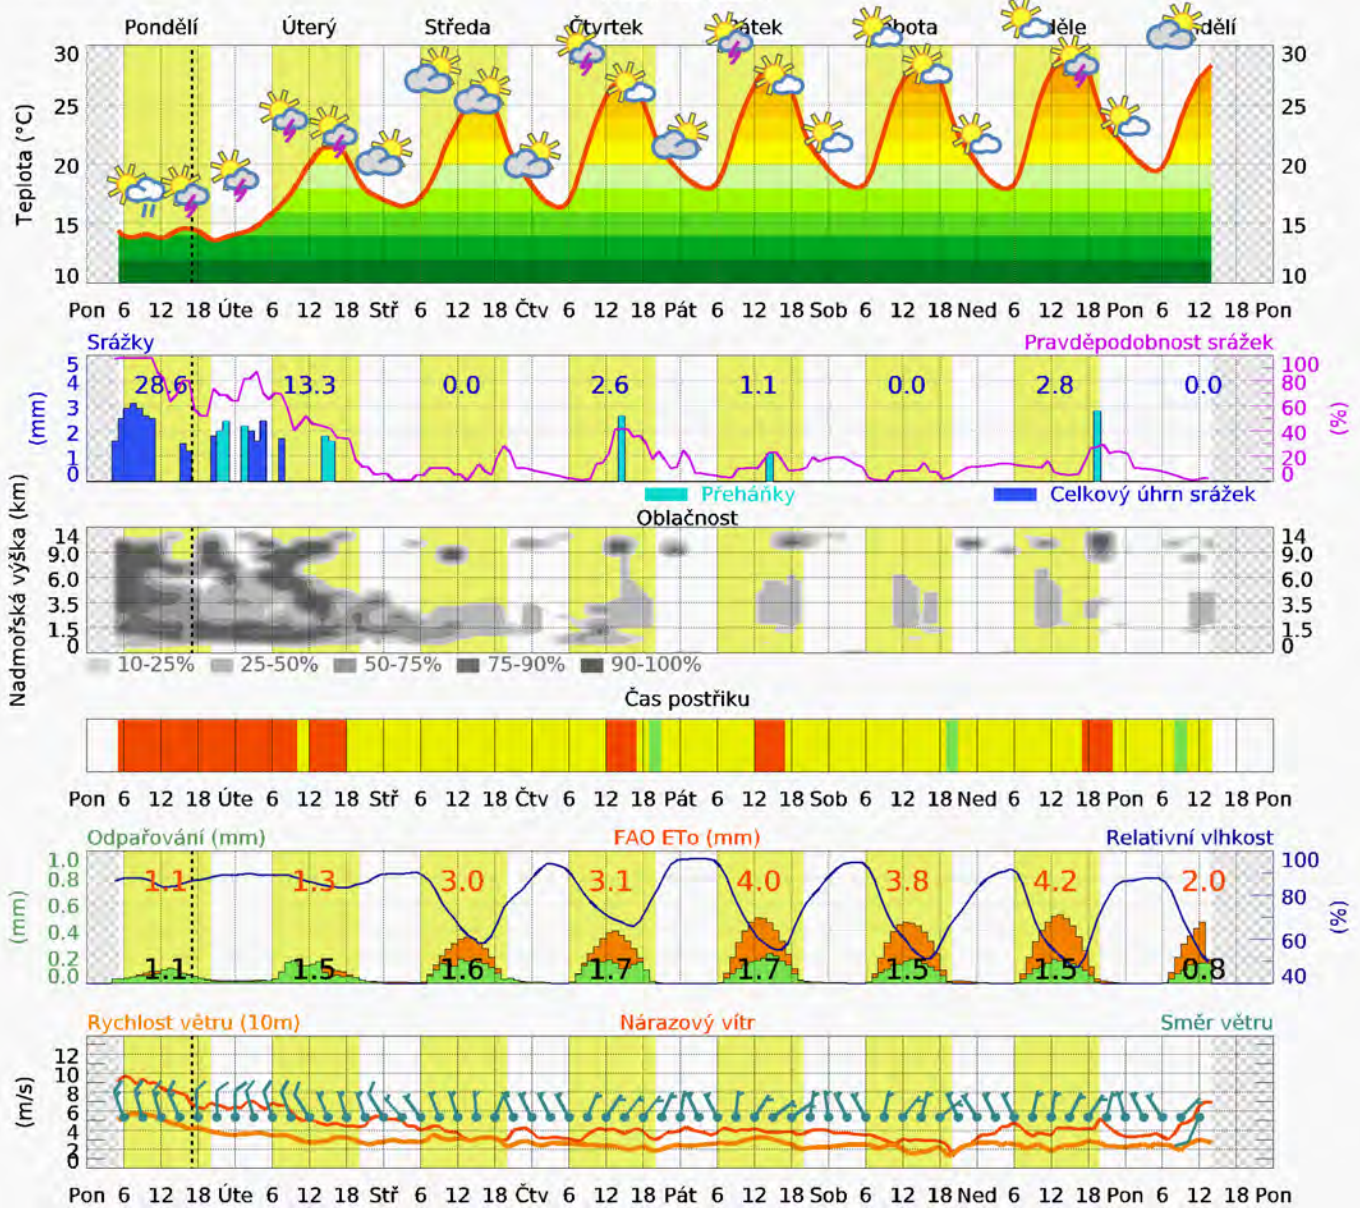 Pondělí Úterý Středa Čtvrtek átek bota ěle dělí
Teplota (°C)
30 30
25 25
20 20
15 15
10 10
Pon 6 12 18 Úte 6 12 18 Stř 6 12 18 Čtv 6 12 18 Pát 6 12 18 Sob 6 12 18 Ned 6 12 18 Pon 6 12 18 Pon
Srážky Pravděpodobnost srážek
(mm) (%)
5 100
4 80
3 60
2 40
1 20
0 0
28.6 13.3 0.0 2.6 1.1 0.0 2.8 0.0
Přeháňky Celkový úhrn srážek
Oblačnost
Nadmořská výška (km)
14 14
9.0 9.0
6.0 6.0
3.5 3.5
1.5 1.5
0 0
10-25% 25-50% 50-75% 75-90% 90-100%
Čas postřiku
Pon 6 12 18 Úte 6 12 18 Stř 6 12 18 Čtv 6 12 18 Pát 6 12 18 Sob 6 12 18 Ned 6 12 18 Pon 6 12 18 Pon
Odpařování (mm) FAO ETo (mm) Relativní vlhkost
(mm) (%)
1.0 100
0.8 80
0.6
0.4 60
0.2
0.0 40
1.1 1.3 3.0 3.1 4.0 3.8 4.2 2.0
1.1 1.5 1.6 1.7 1.7 1.5 1.5 0.8
Rychlost větru (10m) Nárazový vítr Směr větru
(m/s)
12
10
8
6
4
2
0
Pon 6 12 18 Úte 6 12 18 Stř 6 12 18 Čtv 6 12 18 Pát 6 12 18 Sob 6 12 18 Ned 6 12 18 Pon 6 12 18 Pon